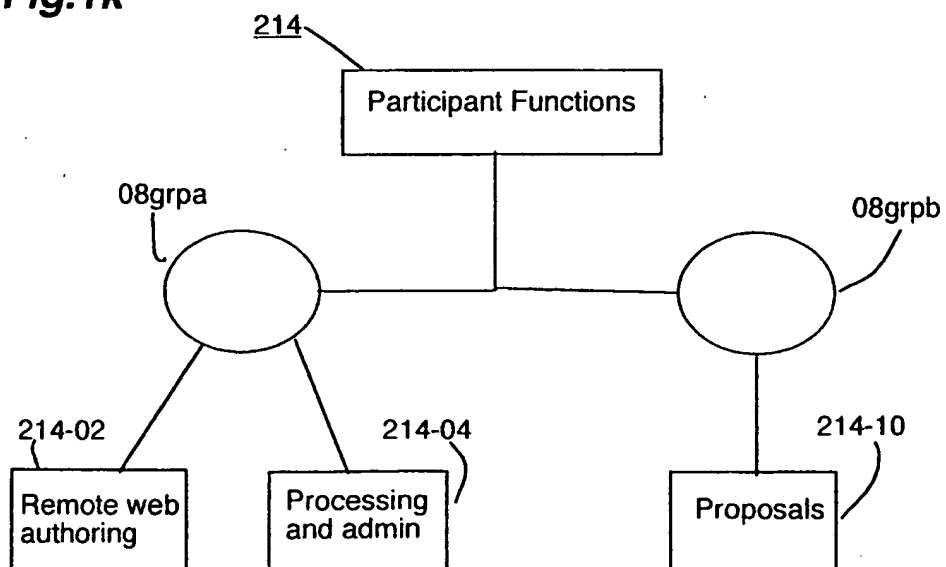 Fig.1k
214
Participant Functions
08grpa
08grpb
214-02
214-04
214-10
Remote web
authoring
Processing
and admin
Proposals